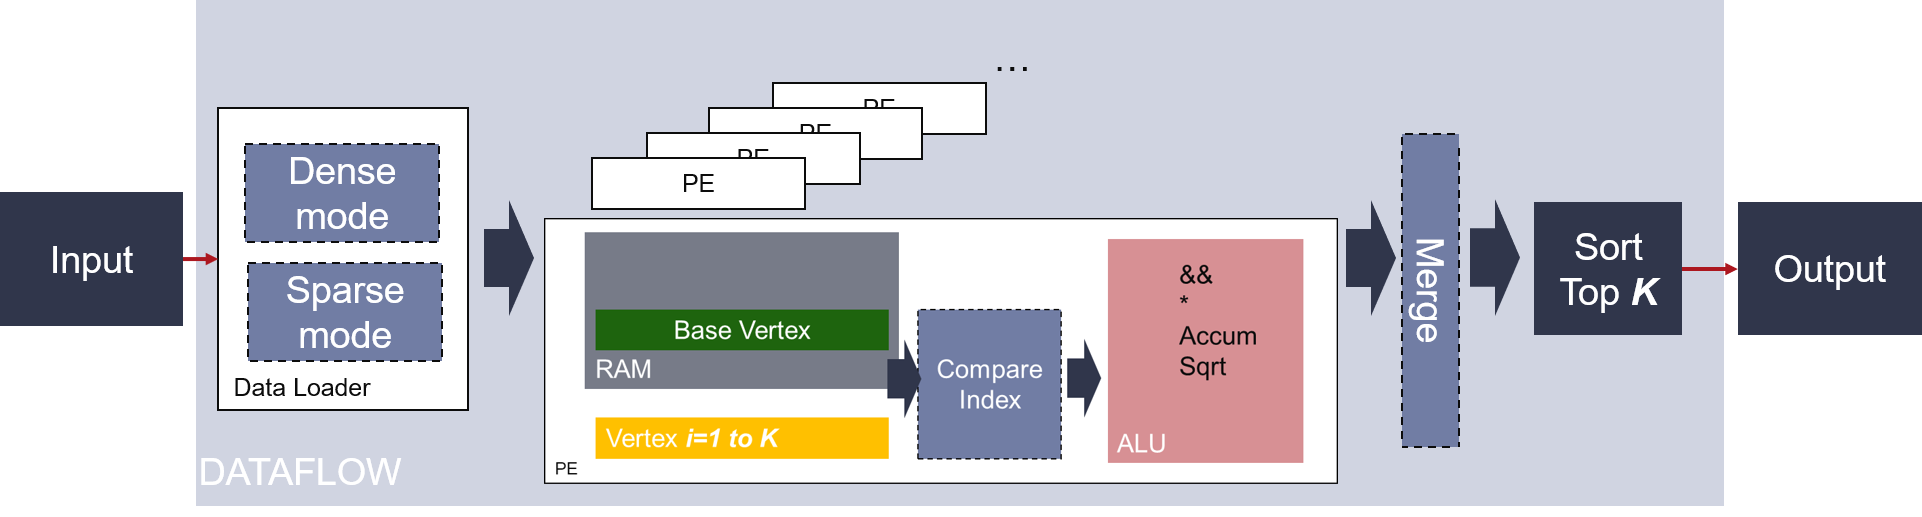 ...
PE
PE
PE
PE
Input
Dense
mode
Sparse
mode
Data Loader
DATAFLOW
Base Vertex
RAM
Vertex i=1 to K
PE
Compare
Index
&&
*
Accum
Sqrt
ALU
Merge
Sort
Top K
Output